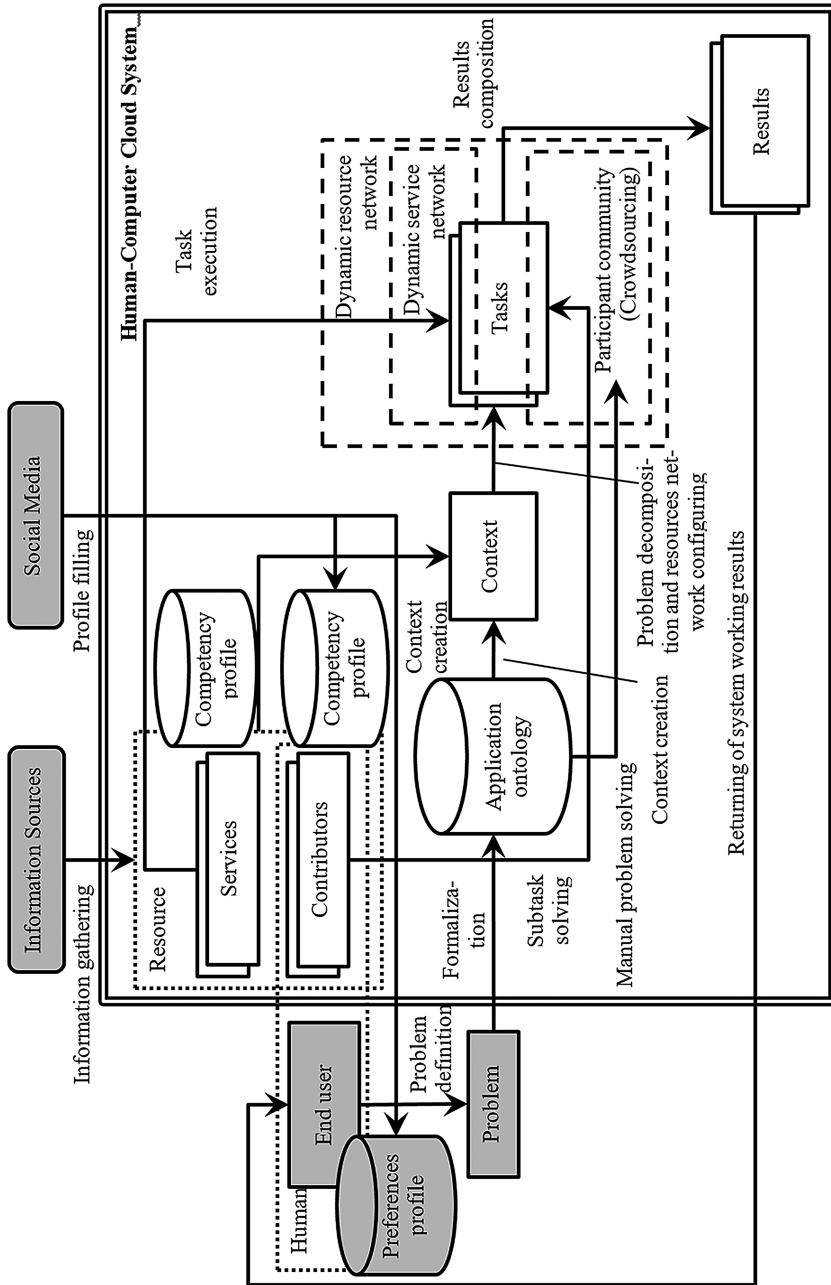 Information Sources
Social Media
Information gathering
Profile filling
Human-Computer Cloud System
Resource
Services
Competency
profile
Task
execution
Human
End user
Contributors
Competency
profile
Dynamic resource
network
Preferences
profile
Problem
definition
Formaliza-
tion
Context
creation
Dynamic service
network
Results
composition
Problem
Application
ontology
Context
Tasks
Subtask
solving
Participant community
(Crowdsourcing)
Manual problem solving
Context creation
Problem decomposi-
tion and resources net-
work configuring
Returning of system working results
Results